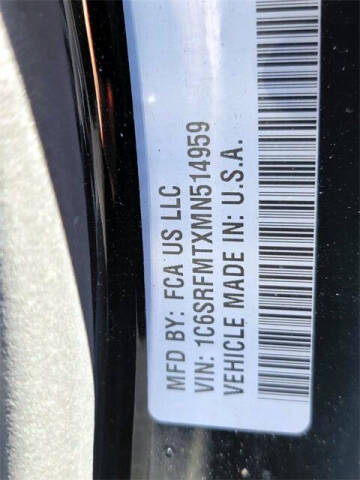 MFD BY: FCA US LLC
VIN: 1C6SRFMTXMN514959
VEHICLE MADE IN: U.S.A.